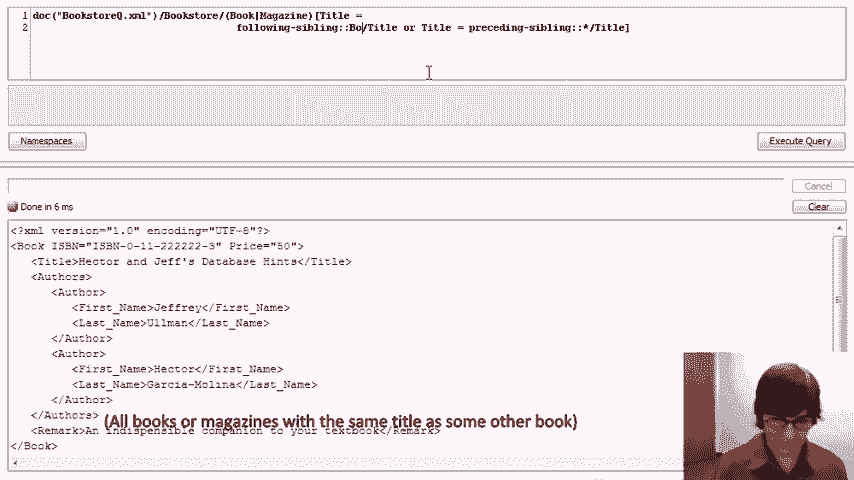 1 doc("BookstoreQ.xml")/Bookstore/(Book|Magazine)[Title =
2 following-sibling::Bo/Title or Title = preceding-sibling::*/Title]
Namespaces
Execute Query
Cancel
Done in 6 ms
Clear
<?xml version="1.0" encoding="UTF-8"?>
<Book ISBN="ISBN-0-11-222222-3" Price="50">
<Title>Hector and Jeff's Database Hints</Title>
<Authors>
<Author>
<First_Name>Jeffrey</First_Name>
<Last_Name>Ullman</Last_Name>
</Author>
<Author>
<First_Name>Hector</First_Name>
<Last_Name>Garcia-Molina</Last_Name>
</Author>
</Authors>
(All books or magazines with the same title as some other book)
<Remark>An indispensible companion to your textbook</Remark>
</Book>